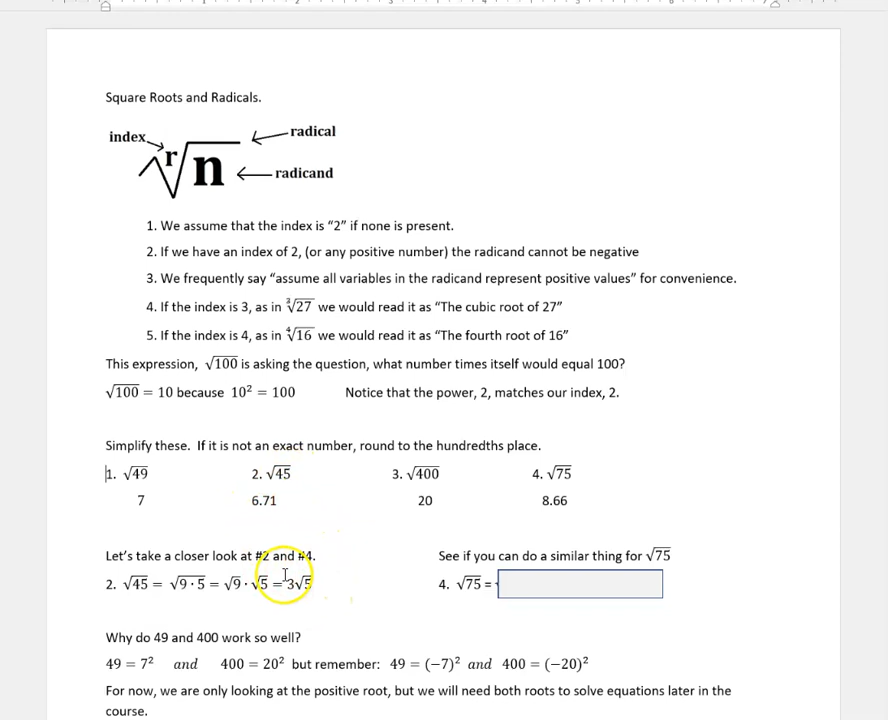 Square Roots and Radicals.
index
radical
r
√n
radicand
1. We assume that the index is “2” if none is present.
2. If we have an index of 2, (or any positive number) the radicand cannot be negative
3. We frequently say “assume all variables in the radicand represent positive values” for convenience.
4. If the index is 3, as in ∛27 we would read it as “The cubic root of 27”
5. If the index is 4, as in ∜16 we would read it as “The fourth root of 16”
This expression, √100 is asking the question, what number times itself would equal 100?
√100 = 10 because 10² = 100 Notice that the power, 2, matches our index, 2.
Simplify these. If it is not an exact number, round to the hundredths place.
1. √49 2. √45 3. √400 4. √75
7 6.71 20 8.66
Let’s take a closer look at #2 and #4. See if you can do a similar thing for √75
2. √45 = √9·5 = √9·√5 = 3√5 4. √75 =
Why do 49 and 400 work so well?
49 = 7² and 400 = 20² but remember: 49 = (−7)² and 400 = (−20)²
For now, we are only looking at the positive root, but we will need both roots to solve equations later in the
course.